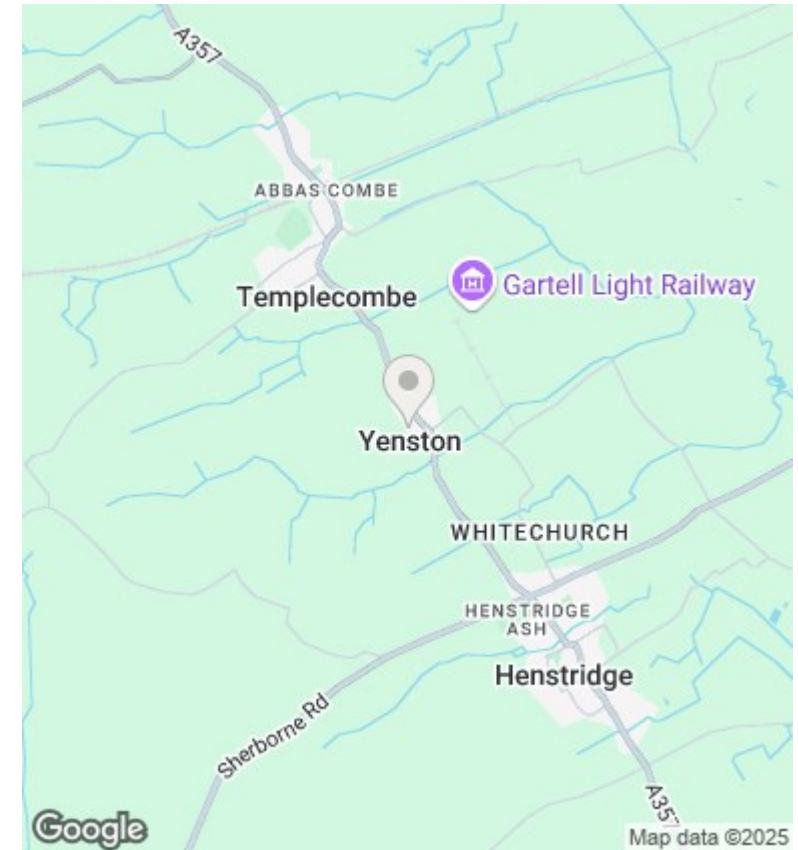 A357
ABBAS COMBE
Templecombe
Gartell Light Railway
Yenston
WHITECHURCH
HENSTRIDGE
ASH
Henstridge
Sherborne Rd
A357
Google
Map data ©2025